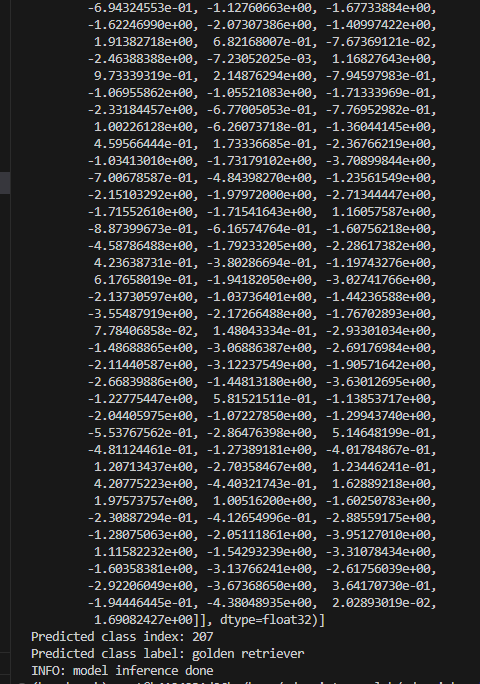 -6.94324553e-01, -1.12760663e+00, -1.67733884e+00,
-1.62246990e+00, -2.07307386e+00, -1.40997422e+00,
1.91382718e+00, 6.82168007e-01, -7.67369121e-02,
-2.46388388e+00, -7.23052025e-03, 1.16827643e+00,
9.73339319e-01, 2.14876294e+00, -7.94597983e-01,
-1.06955862e+00, -1.05521083e+00, -1.71333969e-01,
-2.33184457e+00, -6.77005053e-01, -7.76952982e-01,
1.00226128e+00, -6.26073718e-01, -1.36044145e+00,
4.59566444e-01, 1.73336685e-01, -2.36766219e+00,
-1.03413010e+00, -1.73179102e+00, -3.70899844e+00,
-7.00678587e-01, -4.84398270e-01, -1.23561549e+00,
-2.15103292e+00, -1.97972000e+00, -2.71344447e+00,
-1.71552610e+00, -1.71541643e+00, 1.16057587e+00,
-8.87399673e-01, -6.16574764e-01, -1.60756218e+00,
-4.58786488e+00, -1.79233205e+00, -2.28617382e+00,
4.23638731e-01, -3.80286694e-01, -1.19743276e+00,
6.17658019e-01, -1.94182050e+00, -3.02741766e+00,
-2.13730597e+00, -1.03736401e+00, -1.44236588e+00,
-3.55487919e+00, -2.17266488e+00, -1.76702893e+00,
7.78406858e-02, 1.48043334e-01, -2.93301034e+00,
-1.48688865e+00, -3.06886387e+00, -2.69176984e+00,
-2.11440587e+00, -3.12237549e+00, -1.90571642e+00,
-2.66839886e+00, -1.44813180e+00, -3.63012695e+00,
-1.22775447e+00, 5.81521511e-01, -1.13853717e+00,
-2.04405975e+00, -1.07227850e+00, -1.29943740e+00,
-5.53767562e-01, -2.86476398e+00, 5.14648199e-01,
-4.81124461e-01, -1.27389181e+00, -4.01784867e-01,
1.20713437e+00, -2.70358467e+00, 1.23446241e-01,
4.20775223e+00, -4.40321743e-01, 1.62889218e+00,
1.97573757e+00, 1.00516200e+00, -1.60250783e+00,
-2.30887294e-01, -4.12654996e-01, -2.88559175e+00,
-1.28075063e+00, -2.05111861e+00, -3.95127010e+00,
1.11582232e+00, -1.54293239e+00, -3.31078434e+00,
-1.60358381e+00, -3.13766241e+00, -2.61756039e+00,
-2.92206049e+00, -3.67368650e+00, 3.64170730e-01,
-1.94446445e-01, -4.38048935e+00, 2.02893019e-02,
1.69082427e+00]], dtype=float32)]
Predicted class index: 207
Predicted class label: golden retriever
INFO: model inference done